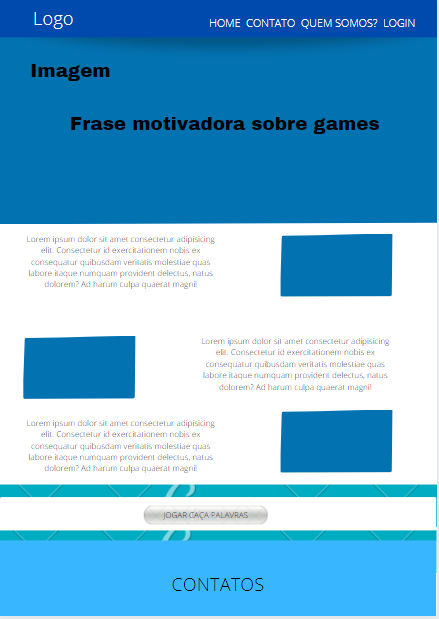 Logo
HOME CONTATO QUEM SOMOS? LOGIN
Imagem
Frase motivadora sobre games
Lorem ipsum dolor sit amet consectetur adipisicing
elit. Consectetur id exercitationem nobis ex
consequatur quibusdam veritatis molestiae quas
labore itaque numquam provident delectus, natus
dolorem? Ad harum culpa quaerat magni!
Lorem ipsum dolor sit amet consectetur adipisicing
elit. Consectetur id exercitationem nobis ex
consequatur quibusdam veritatis molestiae quas
labore itaque numquam provident delectus, natus
dolorem? Ad harum culpa quaerat magni!
Lorem ipsum dolor sit amet consectetur adipisicing
elit. Consectetur id exercitationem nobis ex
consequatur quibusdam veritatis molestiae quas
labore itaque numquam provident delectus, natus
dolorem? Ad harum culpa quaerat magni!
JOGAR CAÇA PALAVRAS
CONTATOS